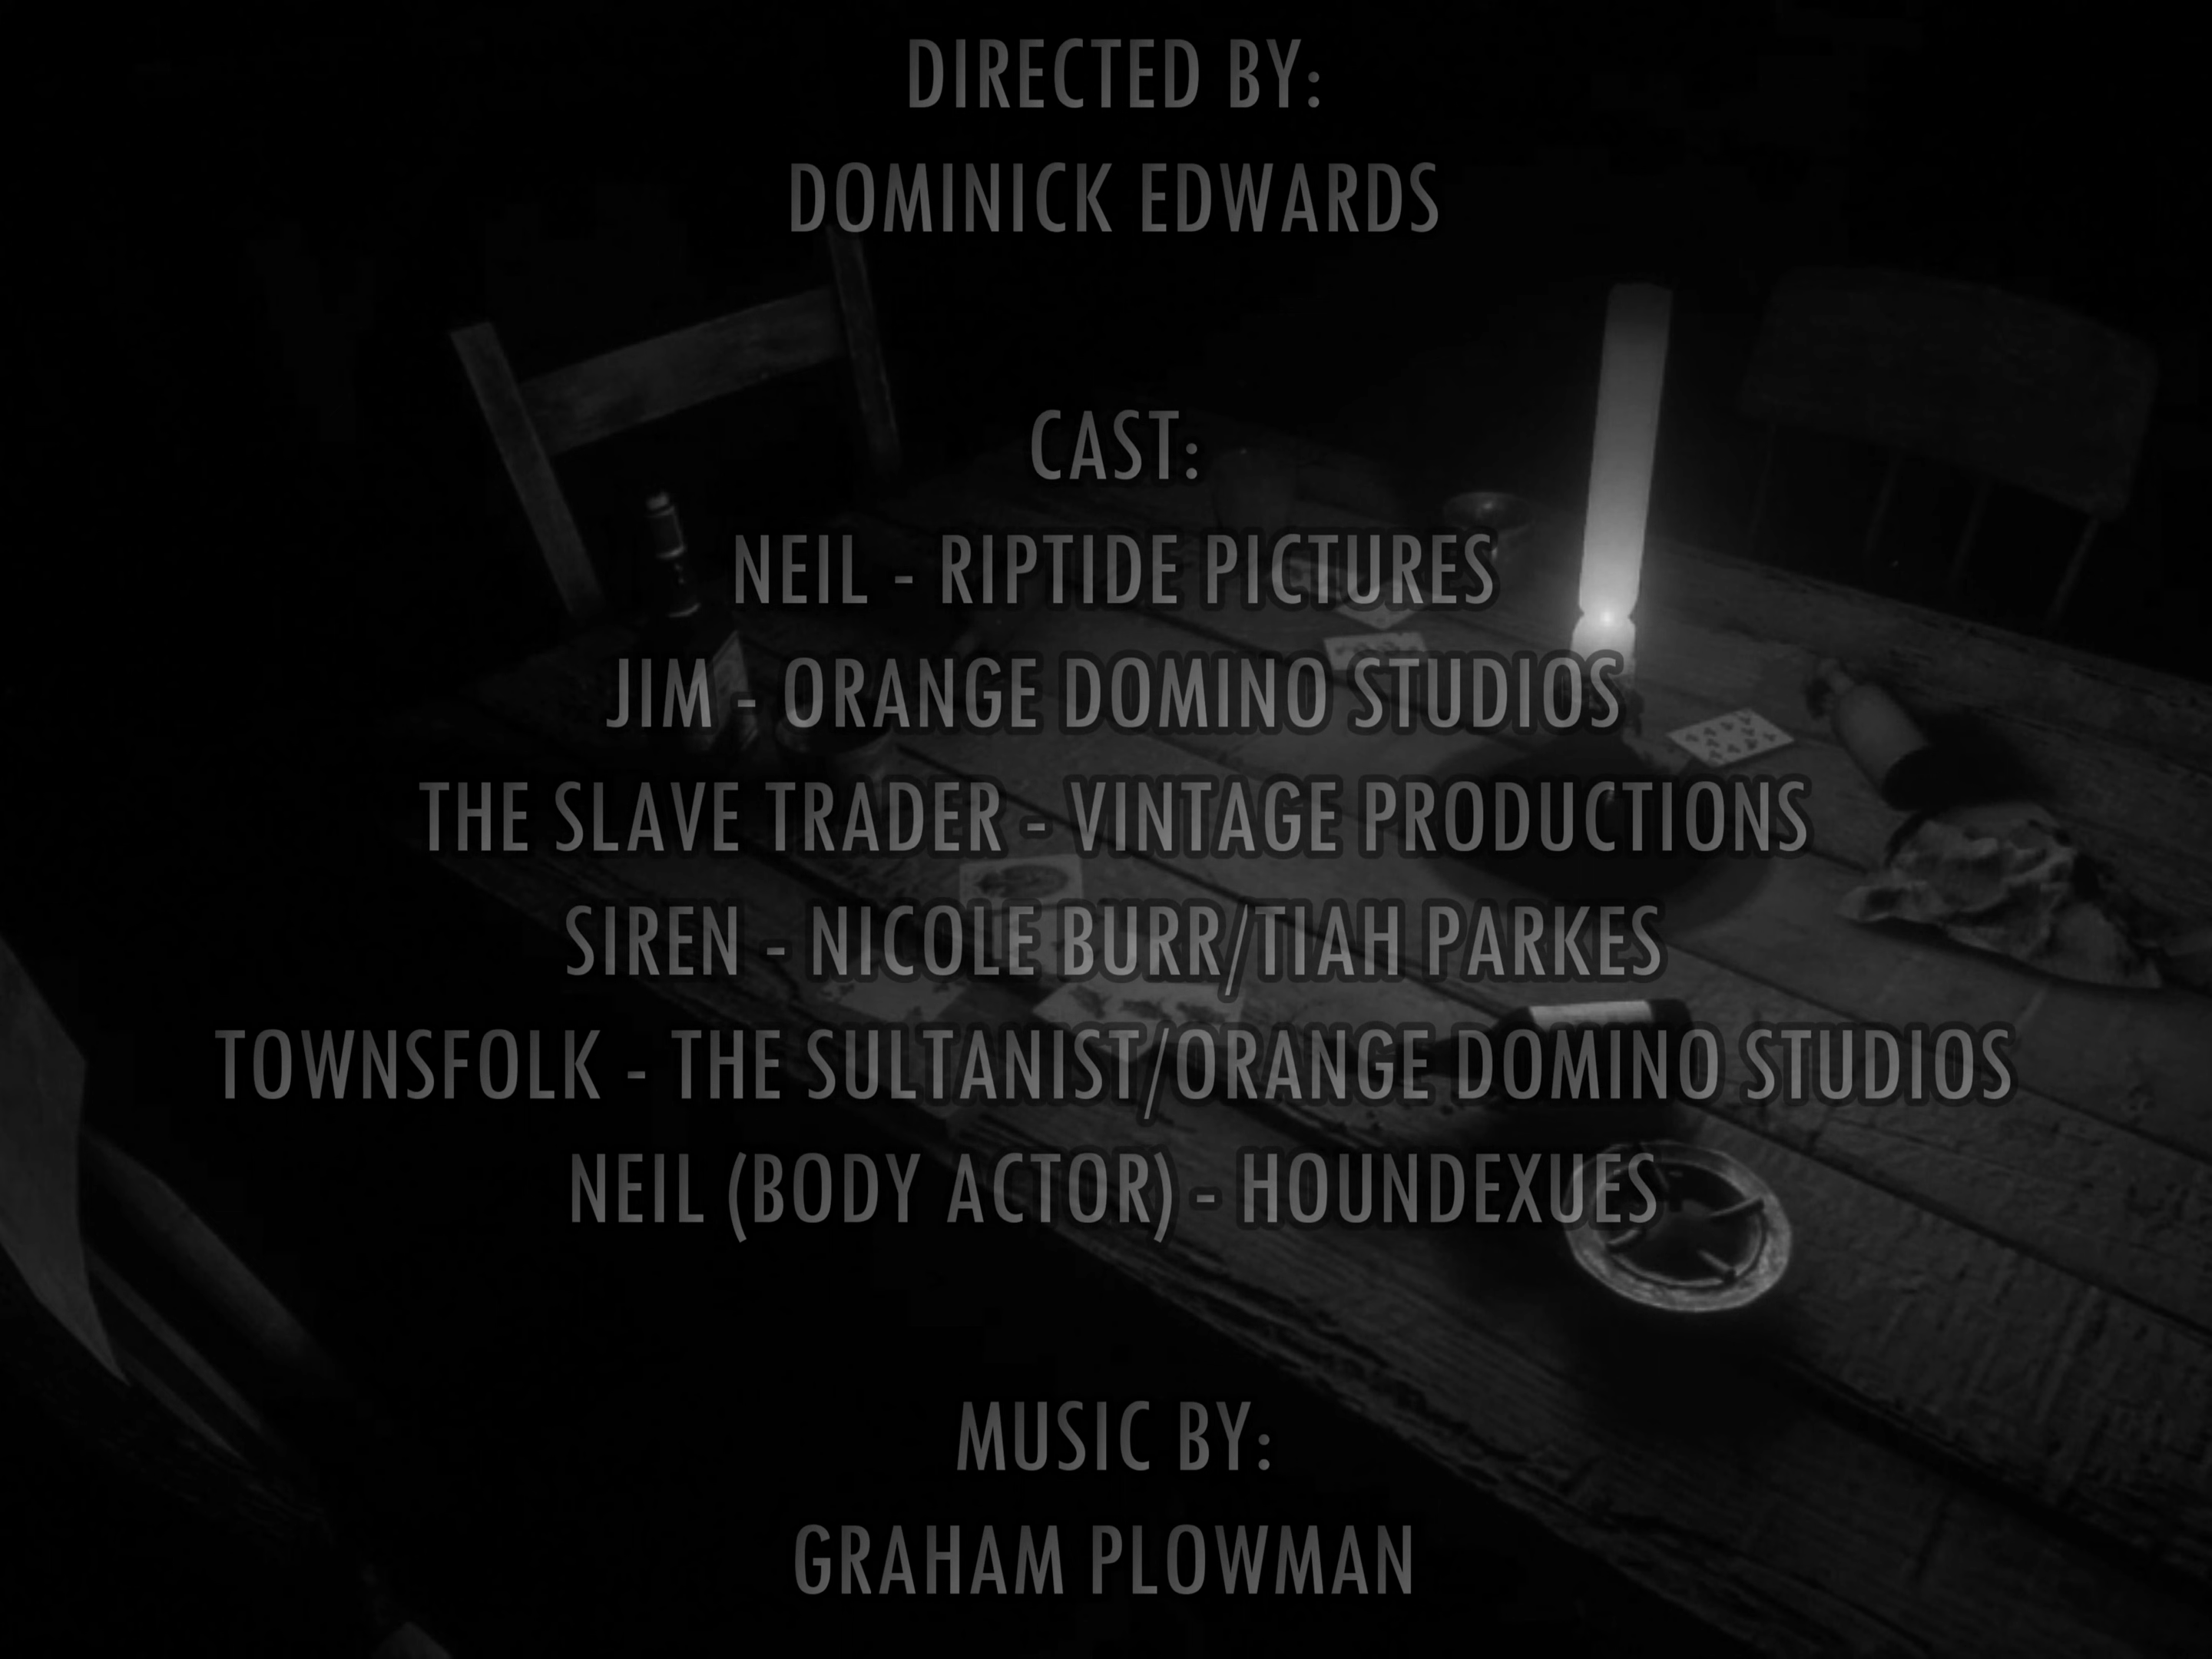 DIRECTED BY:
DOMINICK EDWARDS
CAST:
NEIL - RIPTIDE PICTURES
JIM - ORANGE DOMINO STUDIOS
THE SLAVE TRADER - VINTAGE PRODUCTIONS
SIREN - NICOLE BURR/TIAH PARKES
TOWNSFOLK - THE SULTANIST/ORANGE DOMINO STUDIOS
NEIL (BODY ACTOR) - HOUNDEXUES
MUSIC BY:
GRAHAM PLOWMAN